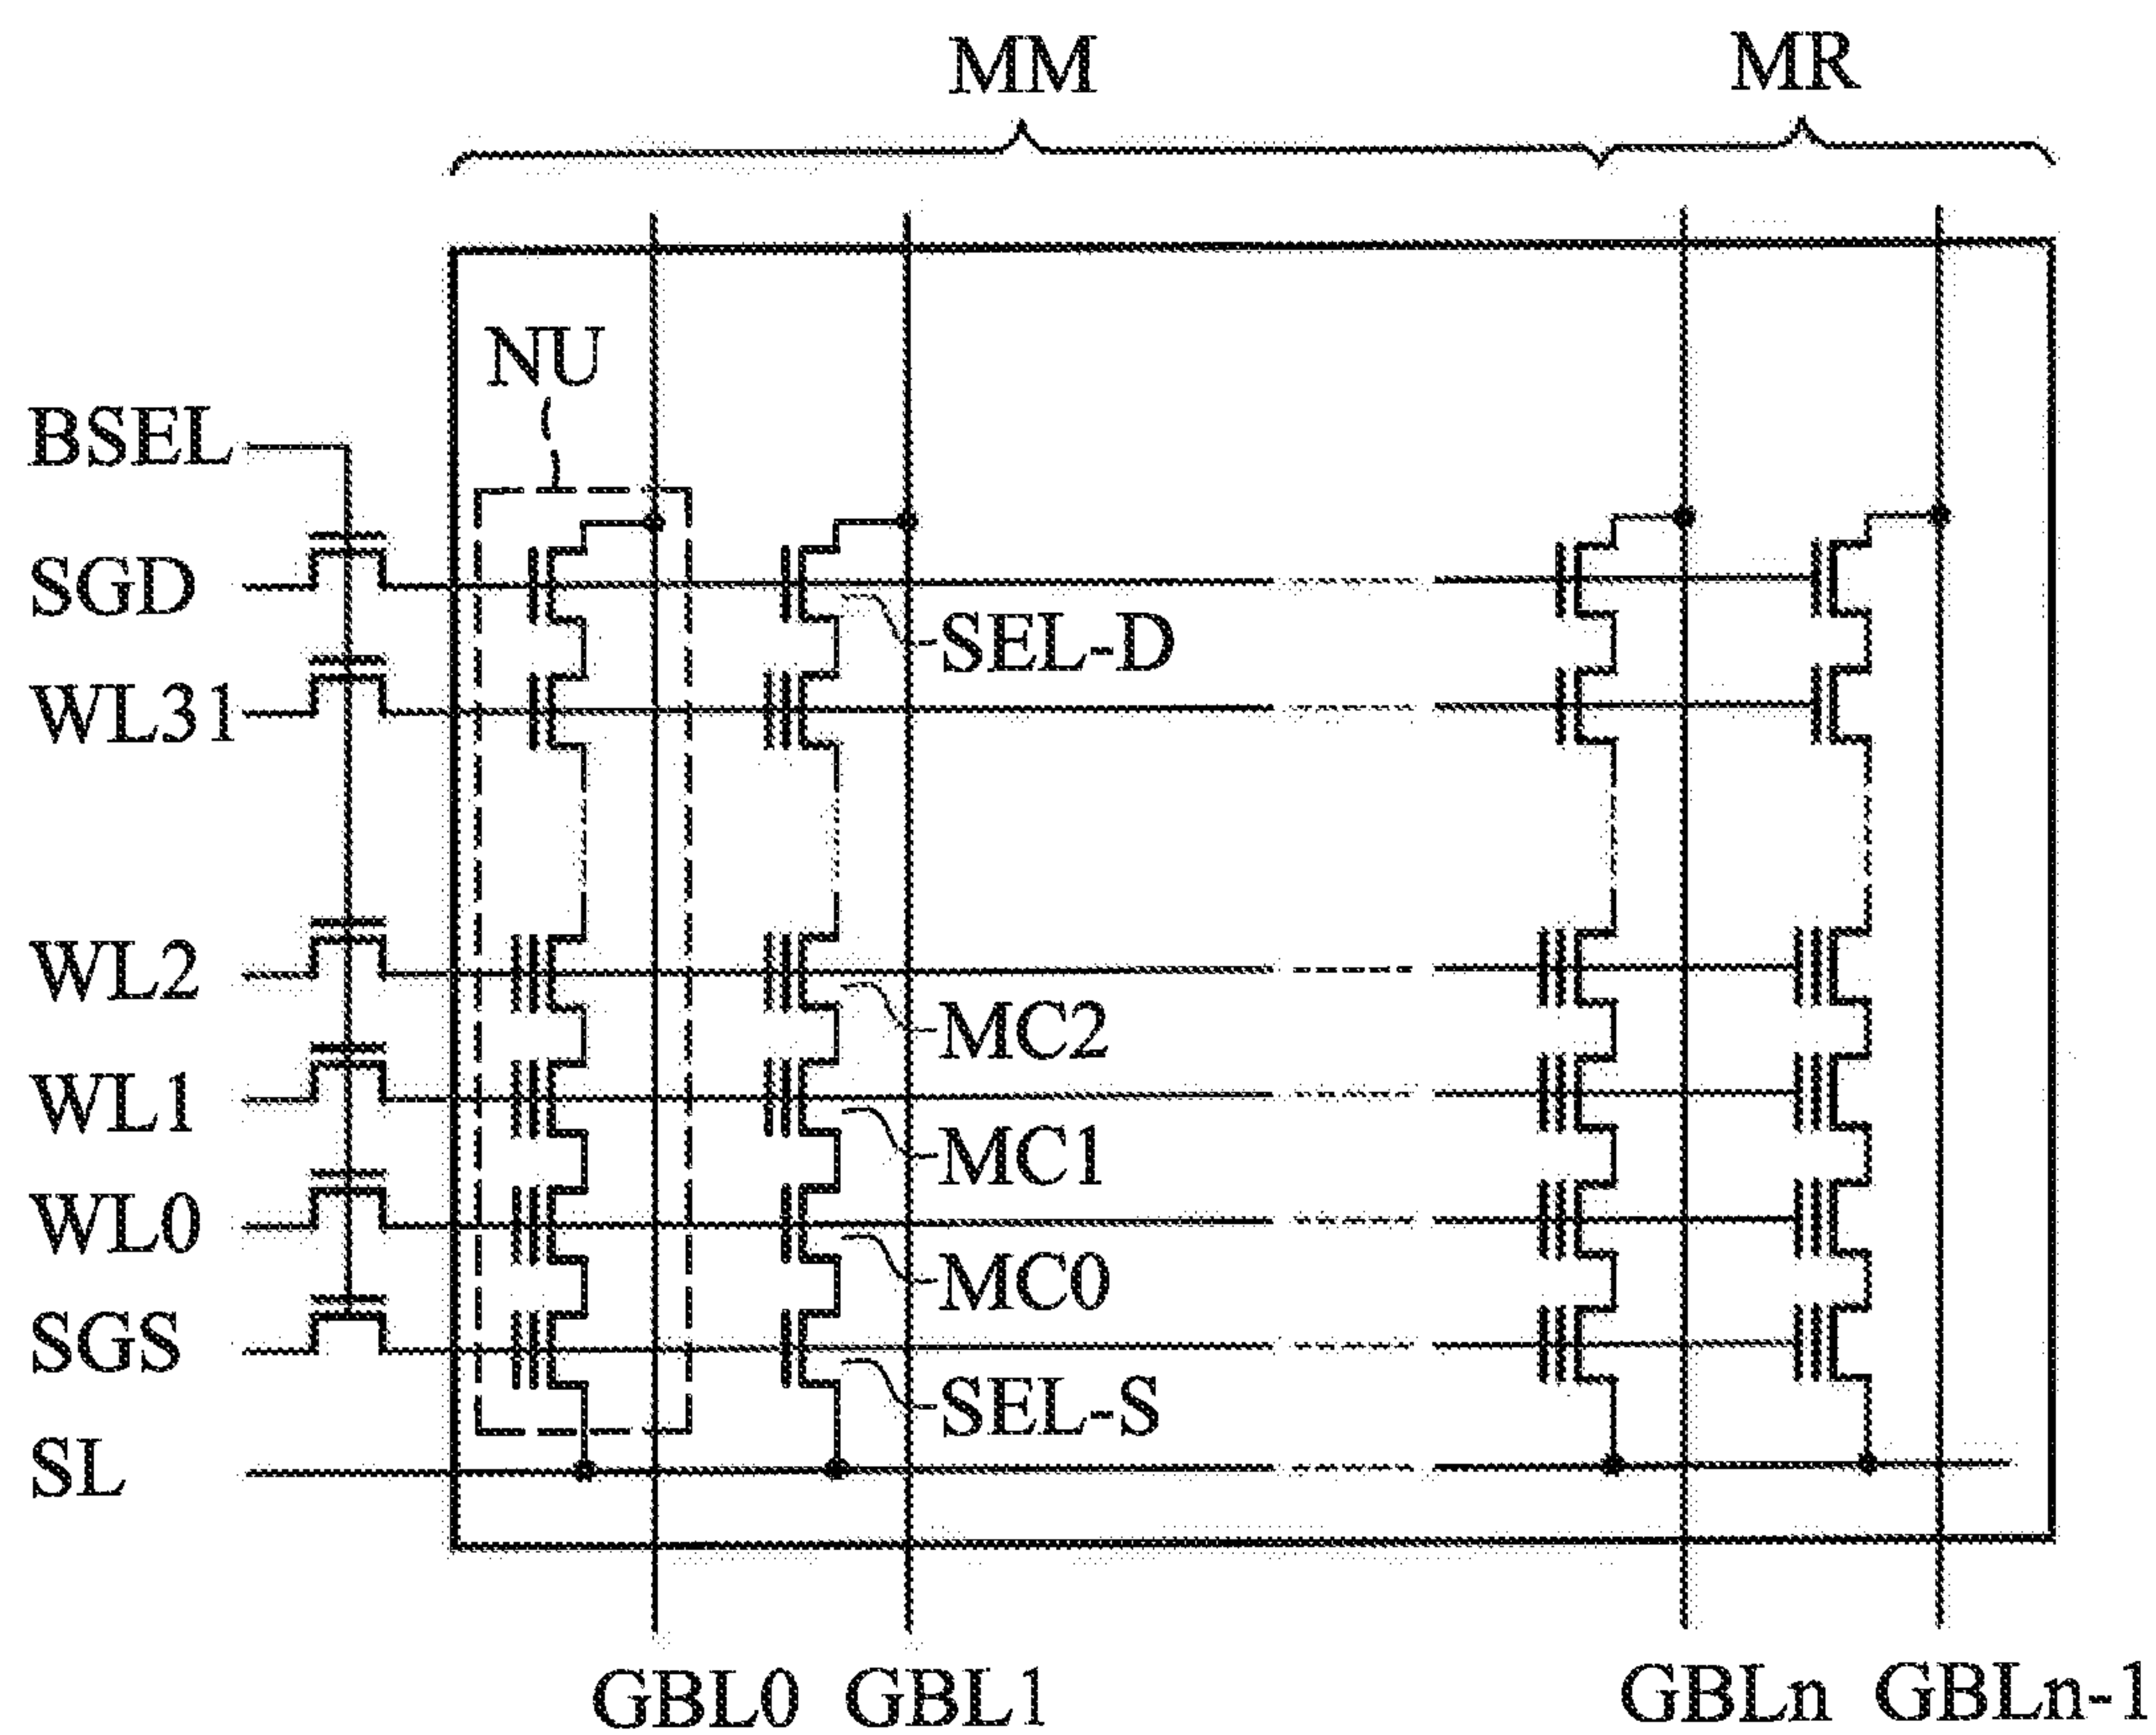 MM
MR
NU
BSEL
SGD
SEL-D
WL31
WL2
MC2
WL1
MC1
WL0
MC0
SGS
SEL-S
SL
GBL0
GBL1
GBLn
GBLn-1